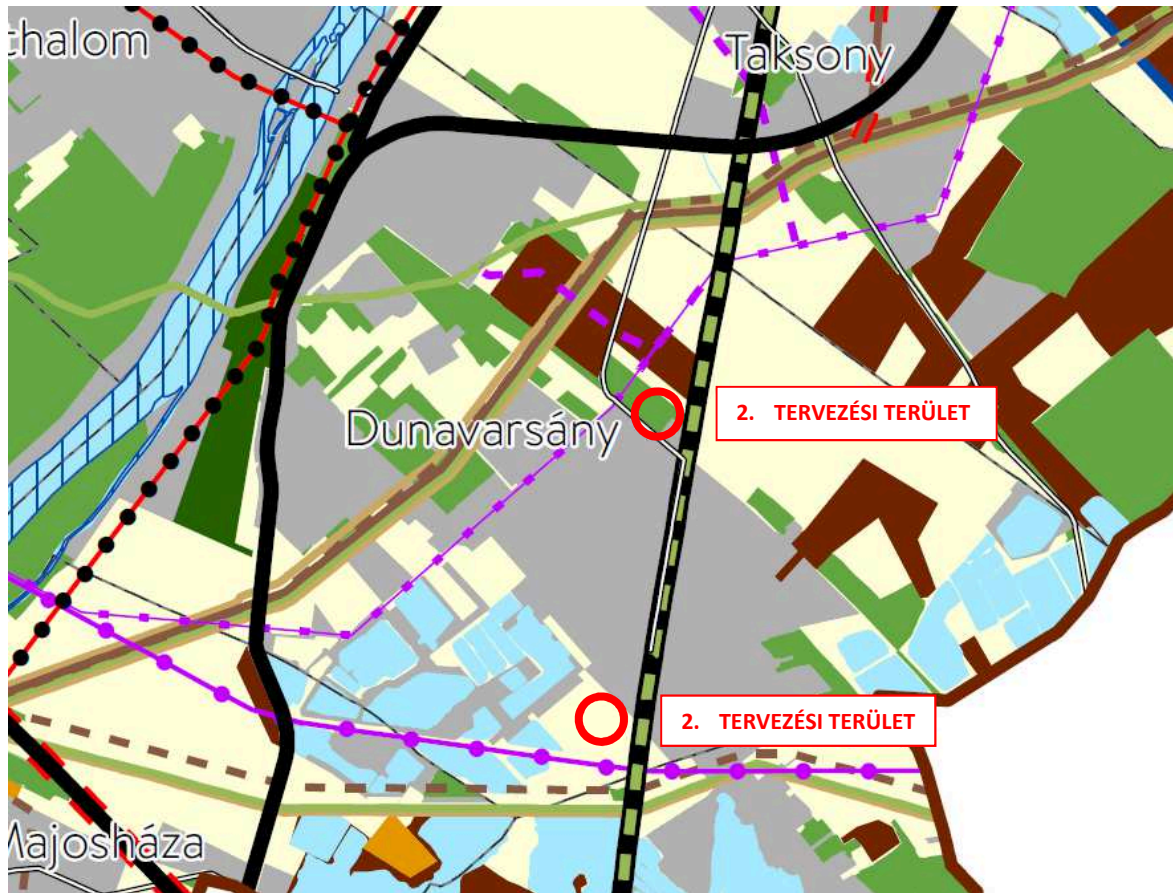 thalom
Taksony
2. TERVEZÉSI TERÜLET
Dunavarsány
2. TERVEZÉSI TERÜLET
Majosháza